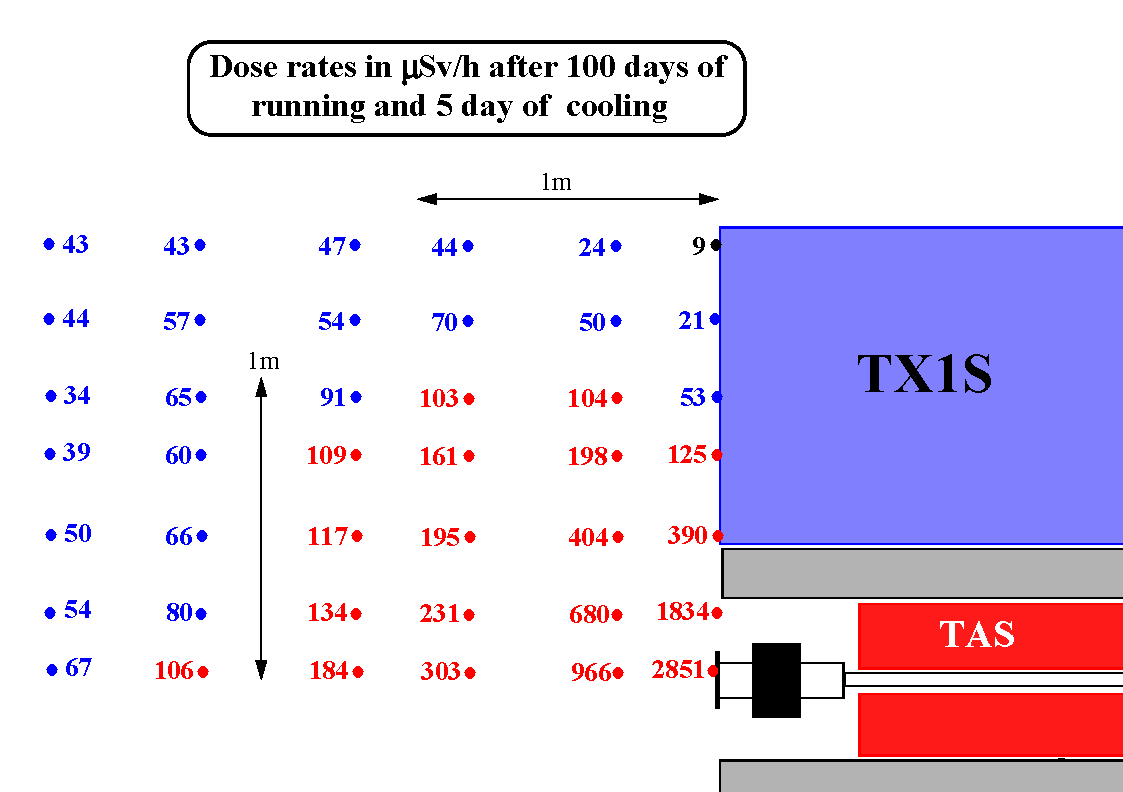 Dose rates in μSv/h after 100 days of
running and 5 day of  cooling
1m
43 43 47 44 24 9
44 57 54 70 50 21
1m
TX1S
34 65 91 103 104 53
39 60 109 161 198 125
50 66 117 195 404 390
54 80 134 231 680 1834
TAS
67 106 184 303 966 2851